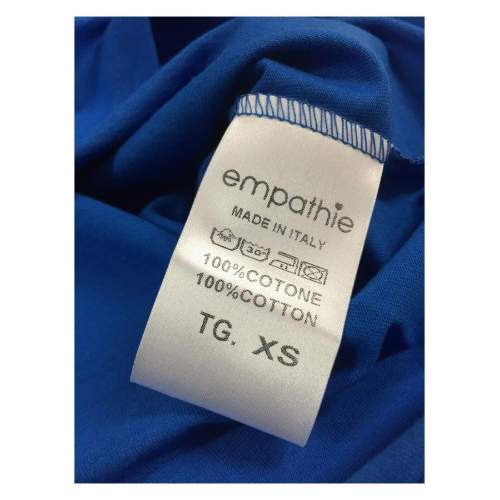 empathie
MADE IN ITALY
30
100%COTONE
100%COTTON
TG. XS